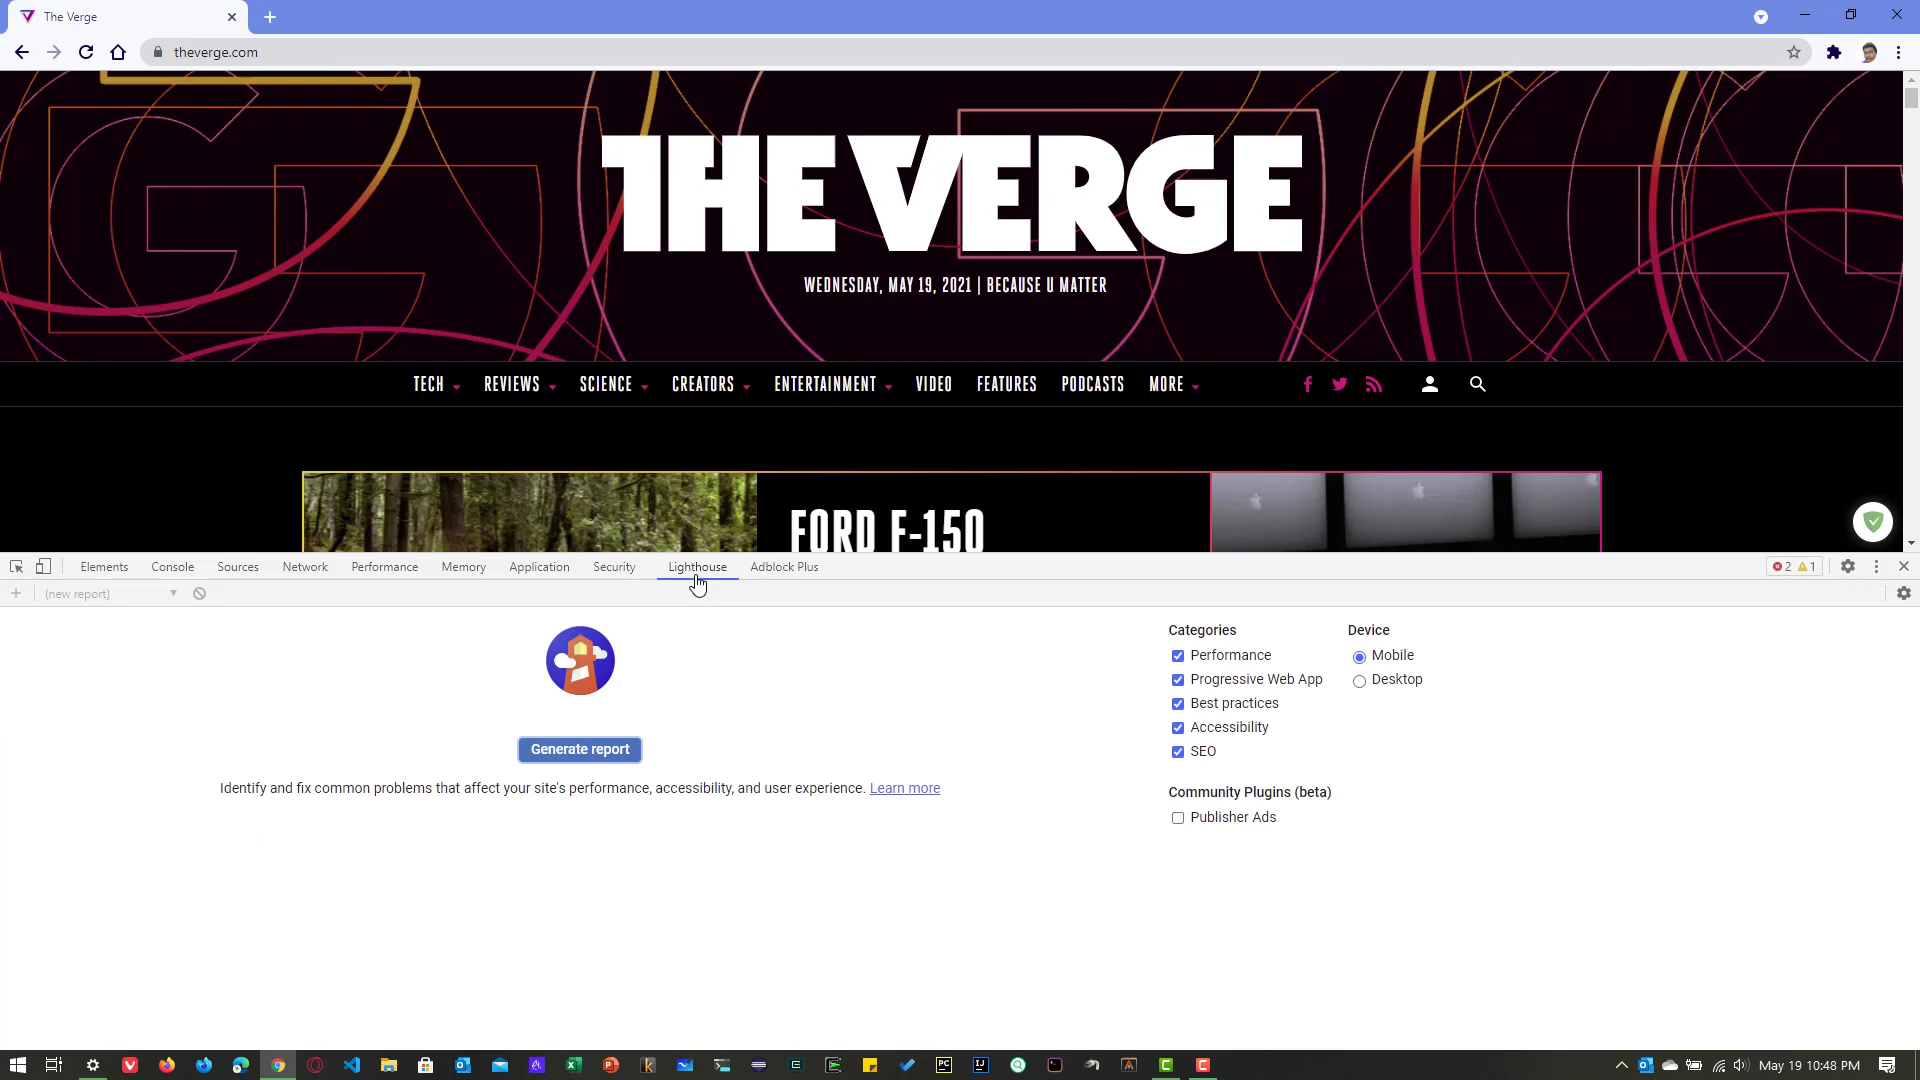 The Verge
theverge.com
THE VERGE
WEDNESDAY, MAY 19, 2021 | BECAUSE U MATTER
TECH REVIEWS SCIENCE CREATORS ENTERTAINMENT VIDEO FEATURES PODCASTS MORE
FORD F-150
Elements Console Sources Network Performance Memory Application Security Lighthouse Adblock Plus 2 1
(new report)
Categories
Performance
Progressive Web App
Best practices
Accessibility
SEO
Device
Mobile
Desktop
Generate report
Identify and fix common problems that affect your site's performance, accessibility, and user experience. Learn more
Community Plugins (beta)
Publisher Ads
May 19 10:48 PM